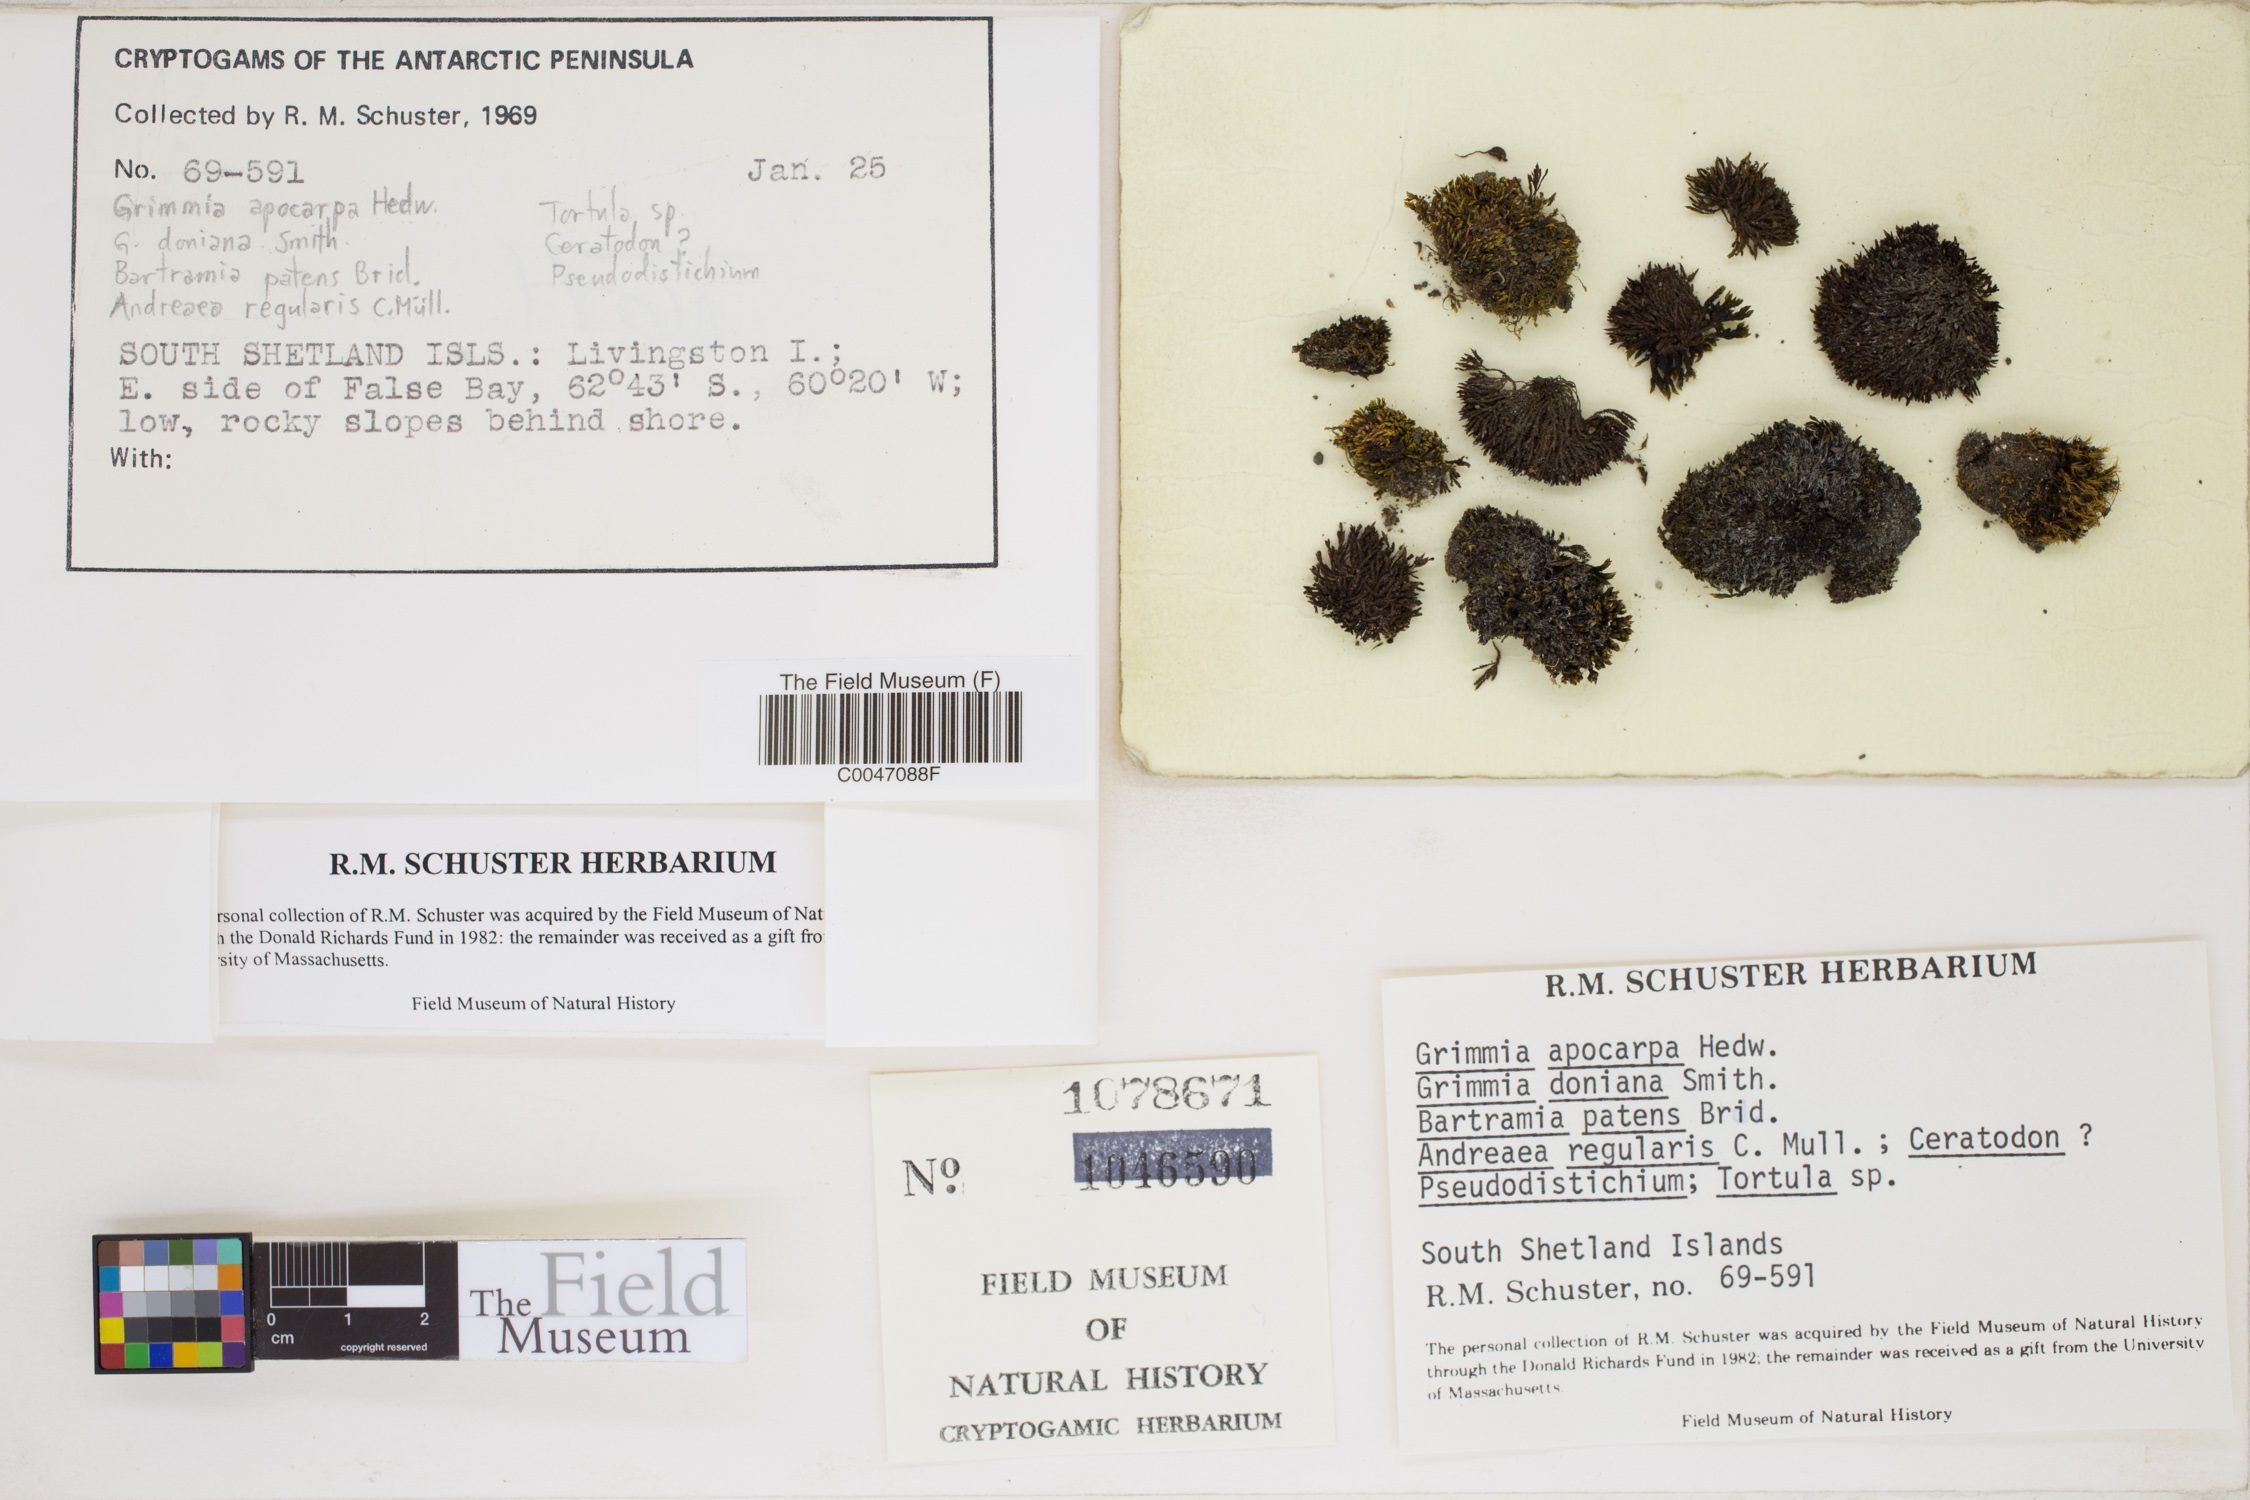 CRYPTOGAMS OF THE ANTARCTIC PENINSULA
Collected by R. M. Schuster, 1969
No. 69-591 Jan. 25
Grimmia apocarpa Hedw. Tortula sp.
G. doniana Smith. Ceratodon ?
Bartramia patens Brid. Pseudodistichium
Andreaea regularis C.Müll.
SOUTH SHETLAND ISLS.: Livingston I.;
E. side of False Bay, 62°43' S., 60°20' W;
low, rocky slopes behind shore.
With:
The Field Museum (F)
C0047088F
R.M. SCHUSTER HERBARIUM
rsonal collection of R.M. Schuster was acquired by the Field Museum of Nat
h the Donald Richards Fund in 1982: the remainder was received as a gift fro
sity of Massachusetts.
Field Museum of Natural History
0 1 2
cm
copyright reserved
The Field
Museum
1078671
Nº. 1046590
FIELD MUSEUM
OF
NATURAL HISTORY
CRYPTOGAMIC HERBARIUM
R.M. SCHUSTER HERBARIUM
Grimmia apocarpa Hedw.
Grimmia doniana Smith.
Bartramia patens Brid.
Andreaea regularis C. Mull. ; Ceratodon ?
Pseudodistichium; Tortula sp.
South Shetland Islands
R.M. Schuster, no. 69-591
The personal collection of R.M. Schuster was acquired by the Field Museum of Natural History
through the Donald Richards Fund in 1982; the remainder was received as a gift from the University
of Massachusetts.
Field Museum of Natural History